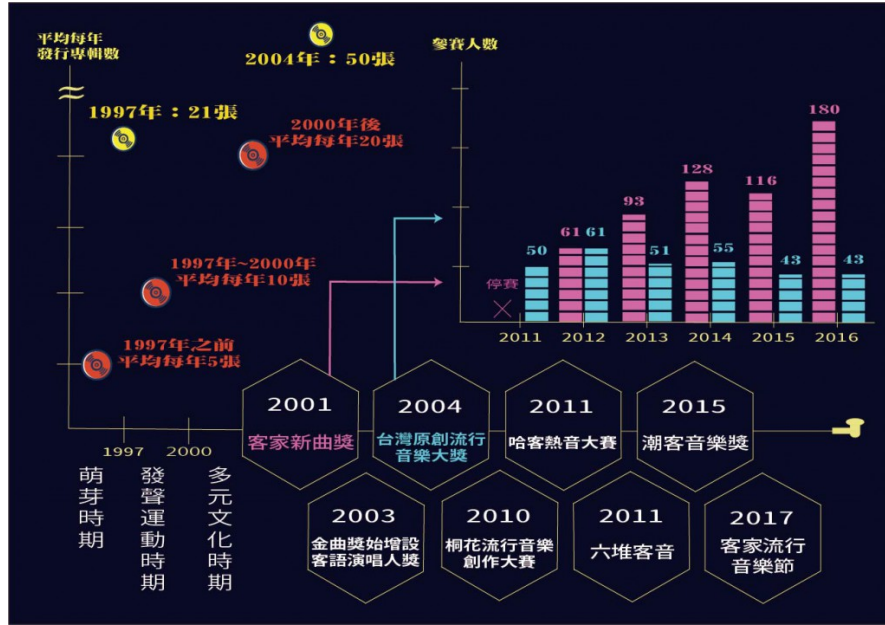 平均每年
發行專輯數
2004年：50張
1997年：21張
2000年後
平均每年20張
1997年~2000年
平均每年10張
1997年之前
平均每年5張
1997
2000
萌芽時期
發聲運動時期
多元文化時期
參賽人數
停賽
50
61
61
93
51
128
55
116
43
180
43
2011
2012
2013
2014
2015
2016
2001
客家新曲獎
2004
台灣原創流行
音樂大獎
2011
哈客熱音大賽
2015
潮客音樂獎
2003
金曲獎始增設
客語演唱人獎
2010
桐花流行音樂
創作大賽
2011
六堆客音
2017
客家流行
音樂節